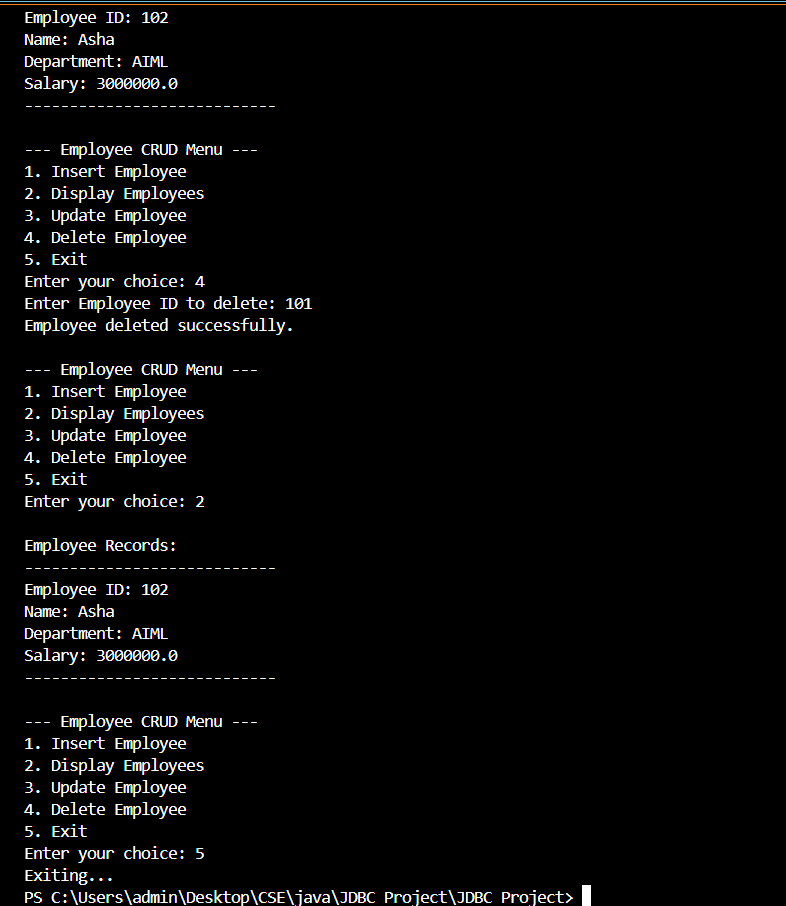 Employee ID: 102
Name: Asha
Department: AIML
Salary: 3000000.0
----------------------------
--- Employee CRUD Menu ---
1. Insert Employee
2. Display Employees
3. Update Employee
4. Delete Employee
5. Exit
Enter your choice: 4
Enter Employee ID to delete: 101
Employee deleted successfully.
--- Employee CRUD Menu ---
1. Insert Employee
2. Display Employees
3. Update Employee
4. Delete Employee
5. Exit
Enter your choice: 2
Employee Records:
----------------------------
Employee ID: 102
Name: Asha
Department: AIML
Salary: 3000000.0
----------------------------
--- Employee CRUD Menu ---
1. Insert Employee
2. Display Employees
3. Update Employee
4. Delete Employee
5. Exit
Enter your choice: 5
Exiting...
PS C:\Users\admin\Desktop\CSE\java\JDBC Project\JDBC Project>